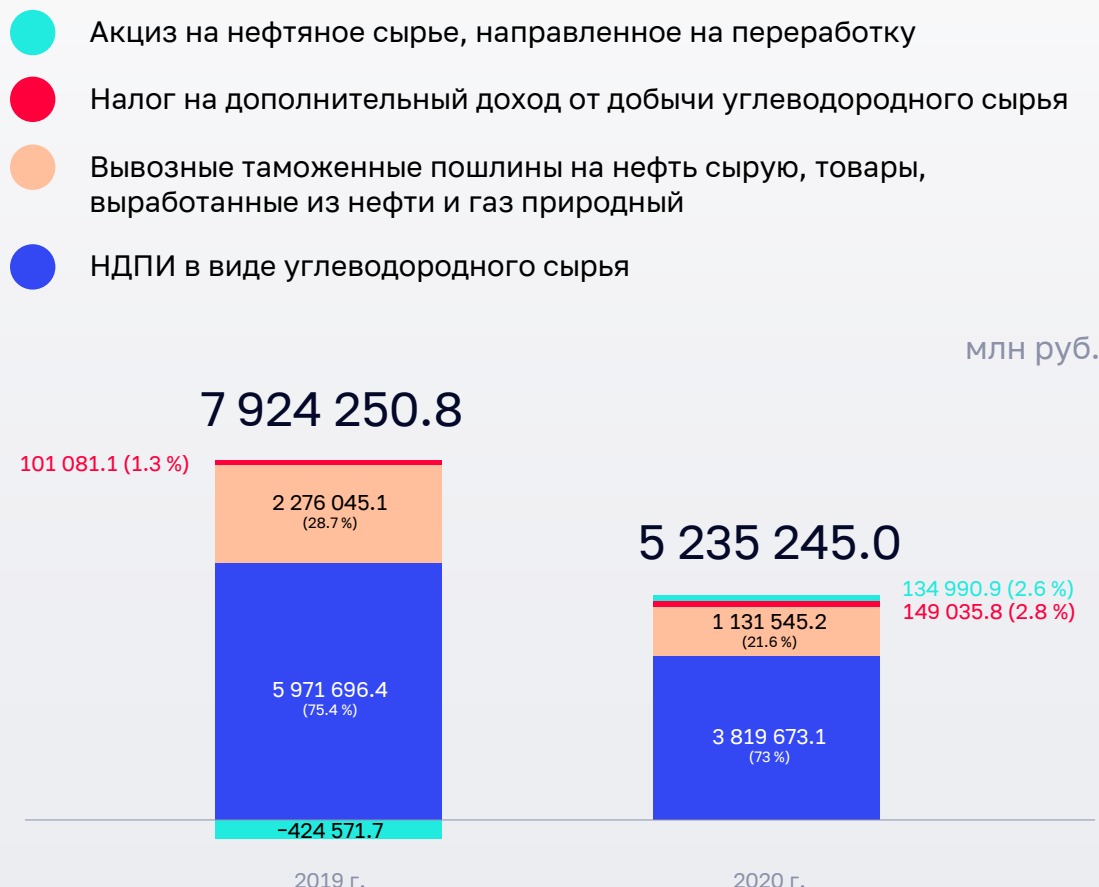 Акциз на нефтяное сырье, направленное на переработку
Налог на дополнительный доход от добычи углеводородного сырья
Вывозные таможенные пошлины на нефть сырую, товары,
выработанные из нефти и газ природный
НДПИ в виде углеводородного сырья
млн руб.
7 924 250.8
101 081.1 (1.3 %)
2 276 045.1
(28.7 %)
5 971 696.4
(75.4 %)
−424 571.7
2019 г.
5 235 245.0
134 990.9 (2.6 %)
149 035.8 (2.8 %)
1 131 545.2
(21.6 %)
3 819 673.1
(73 %)
2020 г.